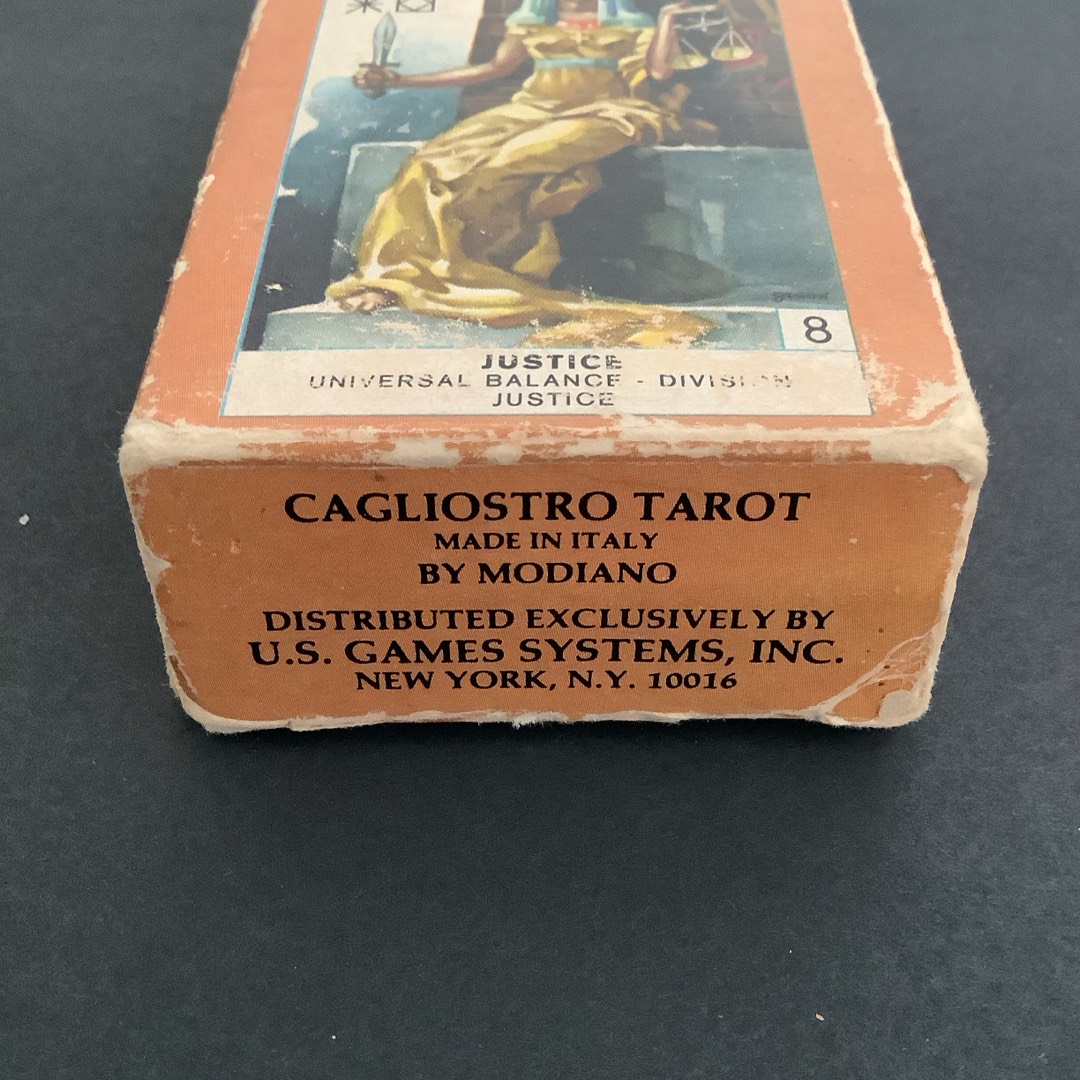 8
JUSTICE
UNIVERSAL BALANCE - DIVISION
JUSTICE
CAGLIOSTRO TAROT
MADE IN ITALY
BY MODIANO
DISTRIBUTED EXCLUSIVELY BY
U.S. GAMES SYSTEMS, INC.
NEW YORK, N.Y. 10016